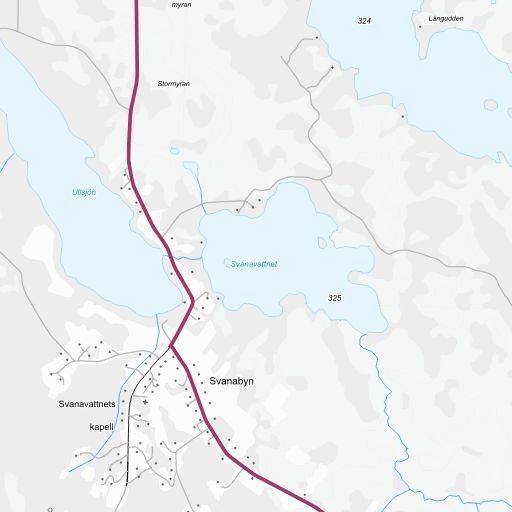 myran
324
Långudden
Stormyran
Ullsjön
Svanavattnet
325
Svanabyn
Svanavattnets
kapell